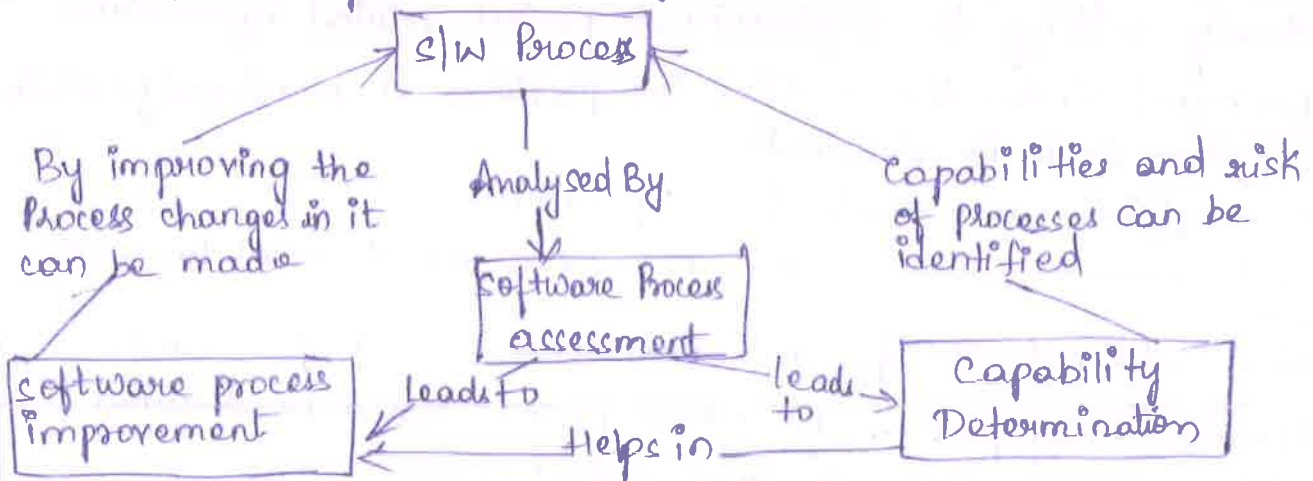 S/W Process
By improving the
Process changes in it
can be made
Analysed By
Capabilities and risk
of processes can be
identified
Software Process
assessment
Software process
improvement
Leads to
leads
to
Capability
Determination
Helps in